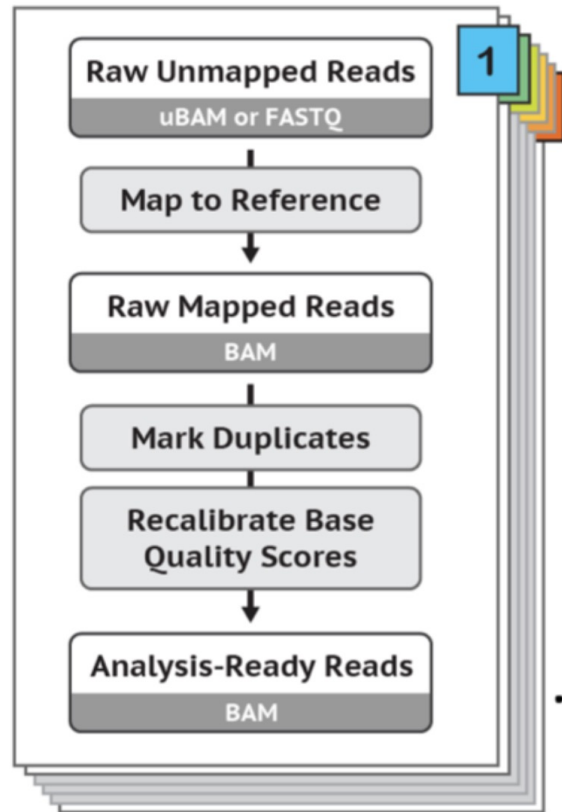 1
Raw Unmapped Reads
uBAM or FASTQ
Map to Reference
Raw Mapped Reads
BAM
Mark Duplicates
Recalibrate Base
Quality Scores
Analysis-Ready Reads
BAM